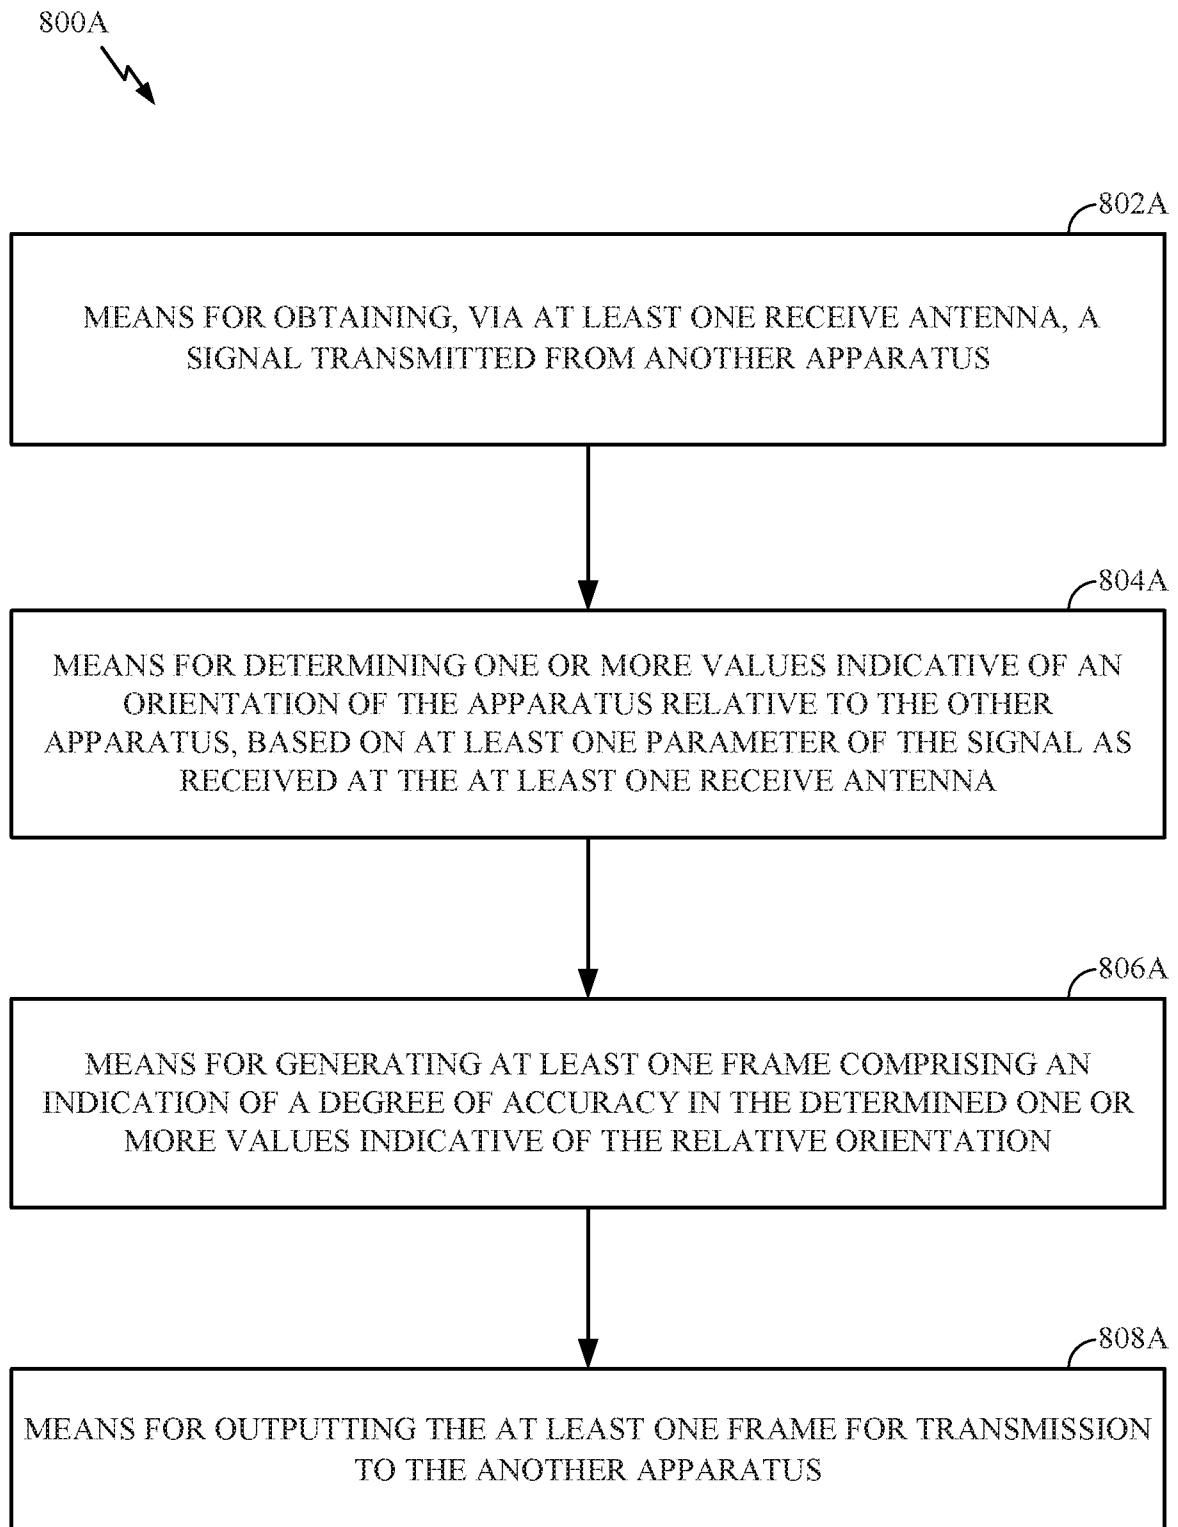 800A
802A
MEANS FOR OBTAINING, VIA AT LEAST ONE RECEIVE ANTENNA, A
SIGNAL TRANSMITTED FROM ANOTHER APPARATUS
804A
MEANS FOR DETERMINING ONE OR MORE VALUES INDICATIVE OF AN
ORIENTATION OF THE APPARATUS RELATIVE TO THE OTHER
APPARATUS, BASED ON AT LEAST ONE PARAMETER OF THE SIGNAL AS
RECEIVED AT THE AT LEAST ONE RECEIVE ANTENNA
806A
MEANS FOR GENERATING AT LEAST ONE FRAME COMPRISING AN
INDICATION OF A DEGREE OF ACCURACY IN THE DETERMINED ONE OR
MORE VALUES INDICATIVE OF THE RELATIVE ORIENTATION
808A
MEANS FOR OUTPUTTING THE AT LEAST ONE FRAME FOR TRANSMISSION
TO THE ANOTHER APPARATUS